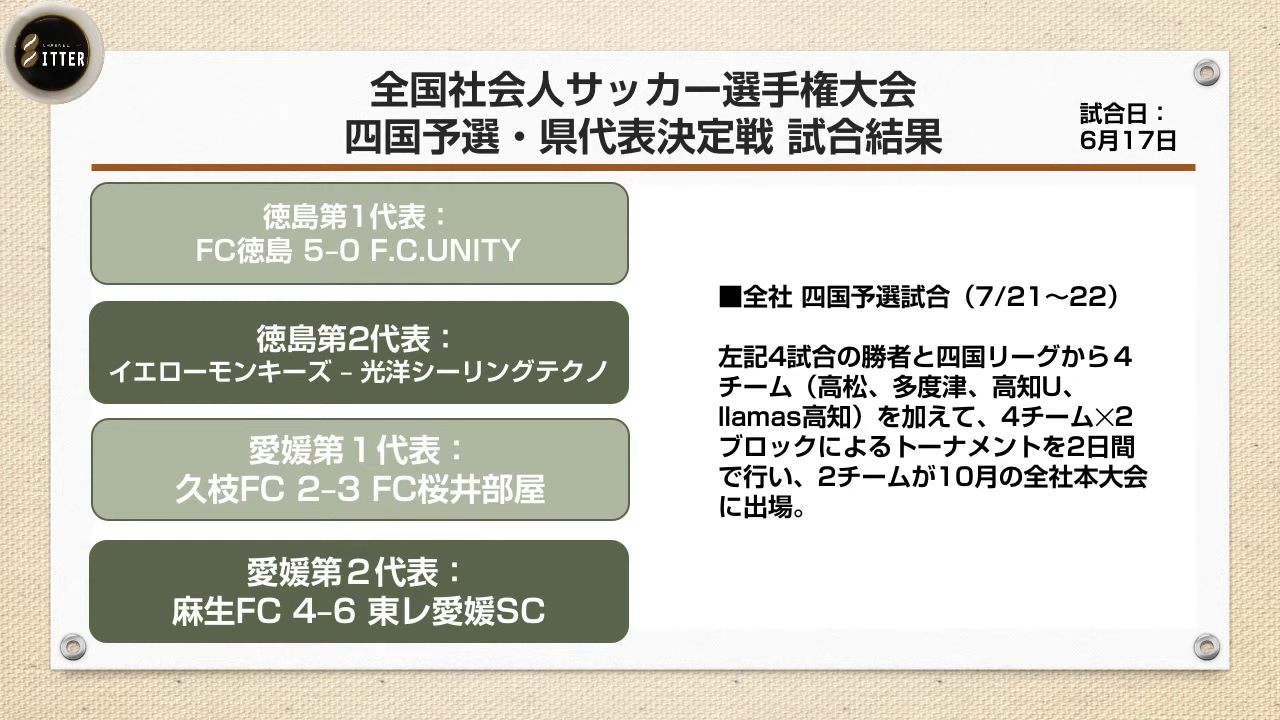 CHANNEL
BITTER
全国社会人サッカー選手権大会
四国予選・県代表決定戦 試合結果
試合日：
6月17日
徳島第1代表：
FC徳島 5–0 F.C.UNITY
徳島第2代表：
イエローモンキーズ – 光洋シーリングテクノ
愛媛第１代表：
久枝FC 2–3 FC桜井部屋
愛媛第２代表：
麻生FC 4–6 東レ愛媛SC
■全社 四国予選試合（7/21～22）
左記4試合の勝者と四国リーグから４
チーム（高松、多度津、高知U、
llamas高知）を加えて、4チーム×2
ブロックによるトーナメントを2日間
で行い、2チームが10月の全社本大会
に出場。